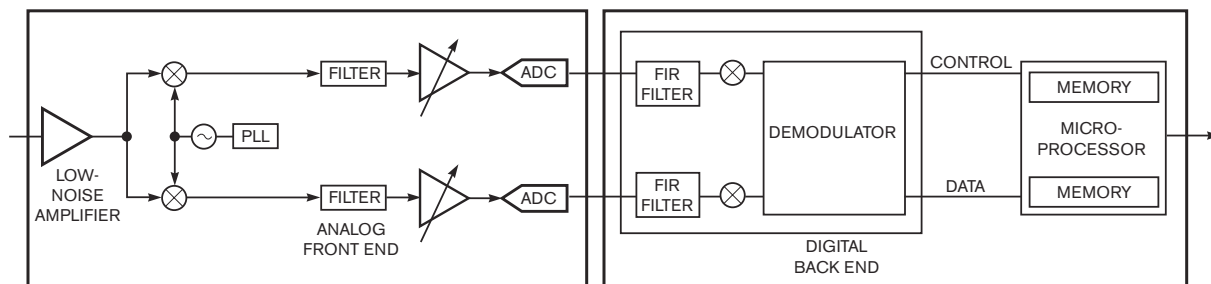 FILTER
ADC
FIR
FILTER
CONTROL
MEMORY
PLL
DEMODULATOR
MICRO-
PROCESSOR
LOW-
NOISE
AMPLIFIER
FILTER
ADC
FIR
FILTER
DATA
MEMORY
ANALOG
FRONT END
DIGITAL
BACK END